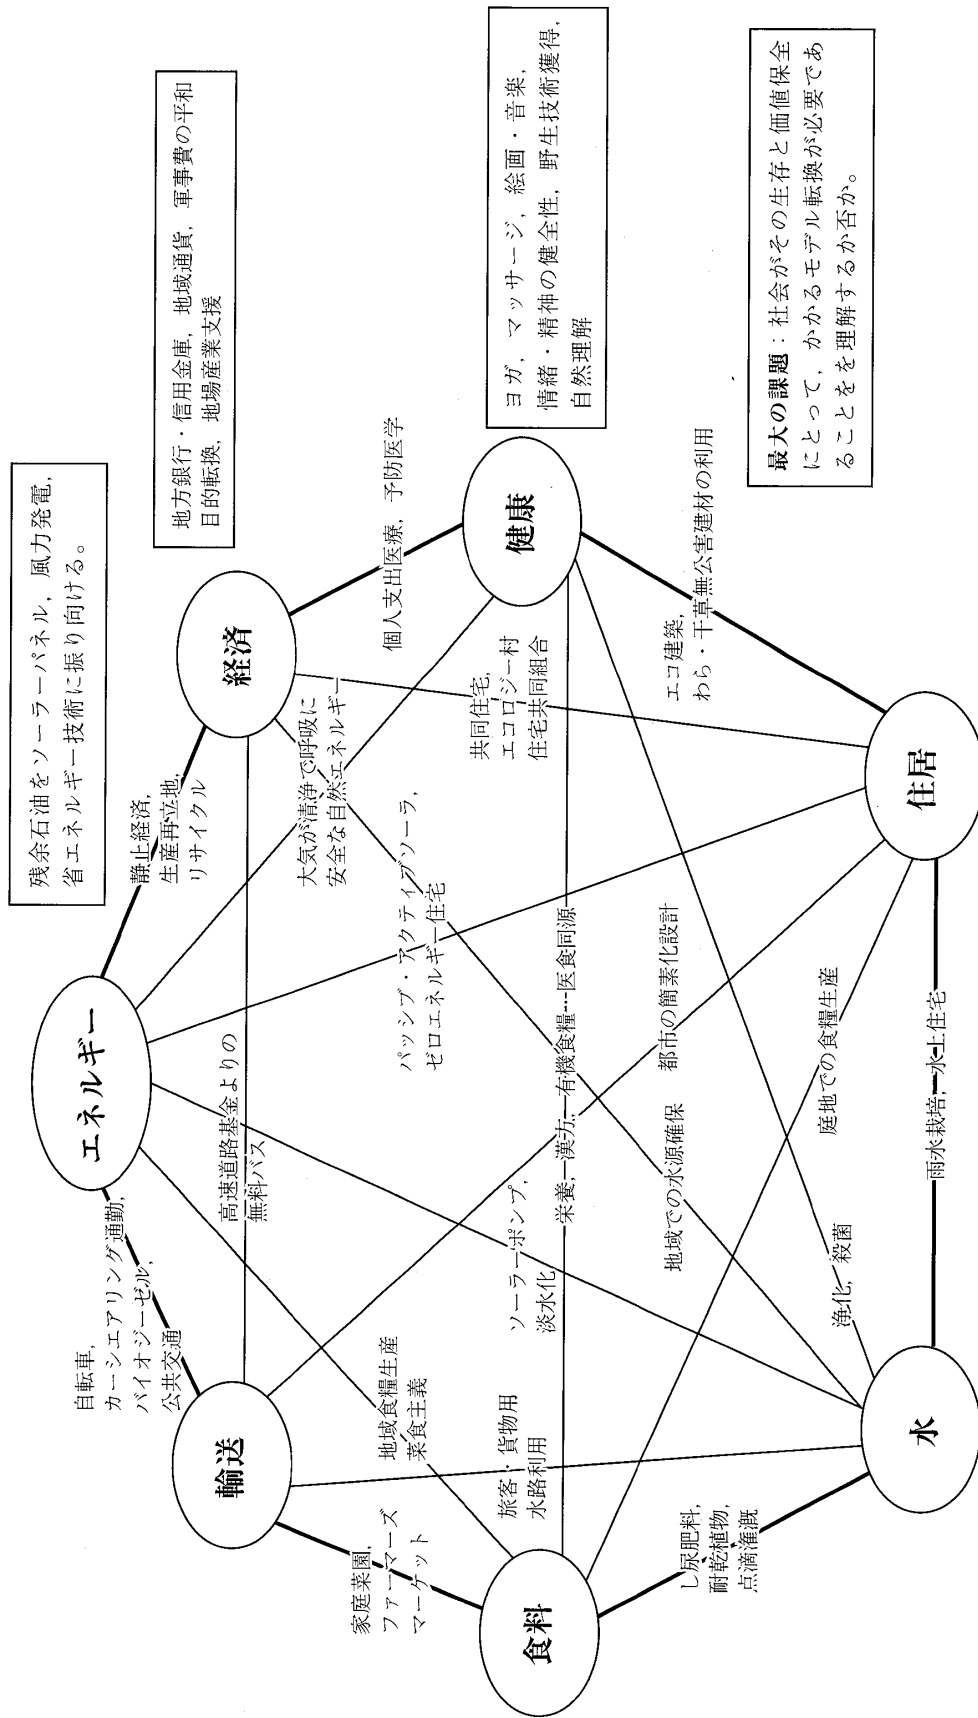 残余石油をソーラーパネル，風力発電，
省エネルギー技術に振り向ける。
地方銀行・信用金庫，地域通貨，軍事費の平和
目的転換，地場産業支援
ヨガ，マッサージ，絵画・音楽，
情緒・精神の健全性，野生技術獲得，
自然理解
最大の課題：社会がその生存と価値保全
にとって，かかるモデル転換が必要であ
ることをを理解するか否か。
エネルギー
経済
健康
住居
水
食料
輸送
静止経済，
生産再立地，
リサイクル
個人支出医療，予防医学
エコ建築，
わら・干草無公害建材の利用
雨水栽培，水土住宅
し尿肥料，
耐乾植物，
点滴潅漑
家庭菜園，
ファーマーズ
マーケット
自転車，
カーシェアリング通勤，
バイオジーゼル，
公共交通
高速道路基金よりの
無料バス
大気が清浄で呼吸に
安全な自然エネルギー
共同住宅，
エコロジー村
住宅共同組合
パッシブ・アクティブソーラ，
ゼロエネルギー住宅
地域食糧生産
菜食主義
ソーラーポンプ，
淡水化
旅客・貨物用
水路利用
栄養，漢方，有機食糧…医食同源
都市の簡素化設計
地域での水源確保
庭地での食糧生産
浄化，殺菌